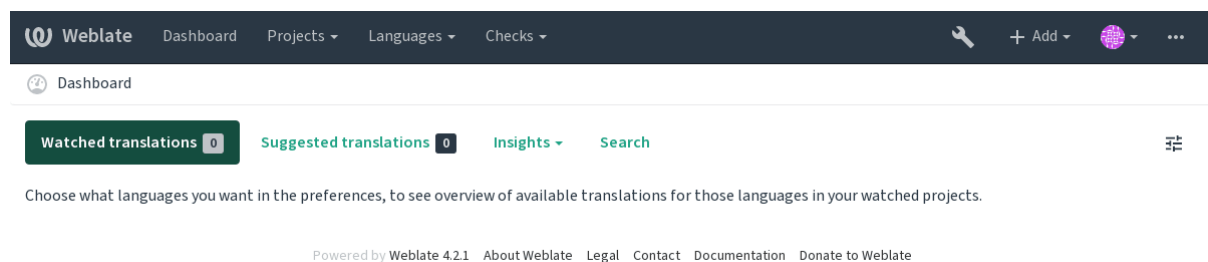 Weblate Dashboard Projects Languages Checks Add
Dashboard
Watched translations 0 Suggested translations 0 Insights Search
Choose what languages you want in the preferences, to see overview of available translations for those languages in your watched projects.
Powered by Weblate 4.2.1 About Weblate Legal Contact Documentation Donate to Weblate